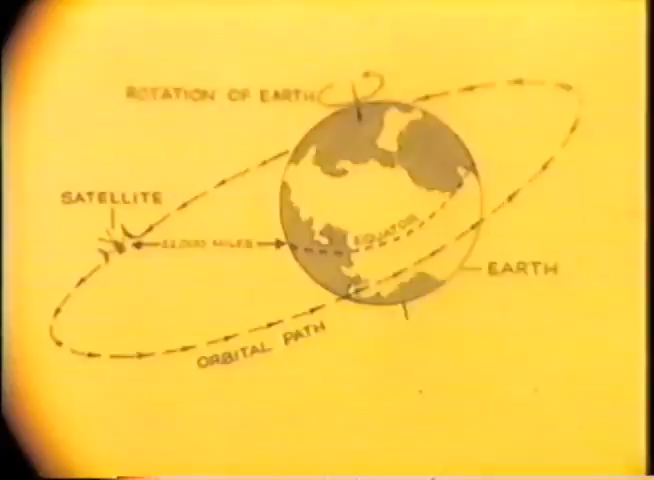 ROTATION OF EARTH
SATELLITE
22,000 MILES
EQUATOR
EARTH
ORBITAL PATH